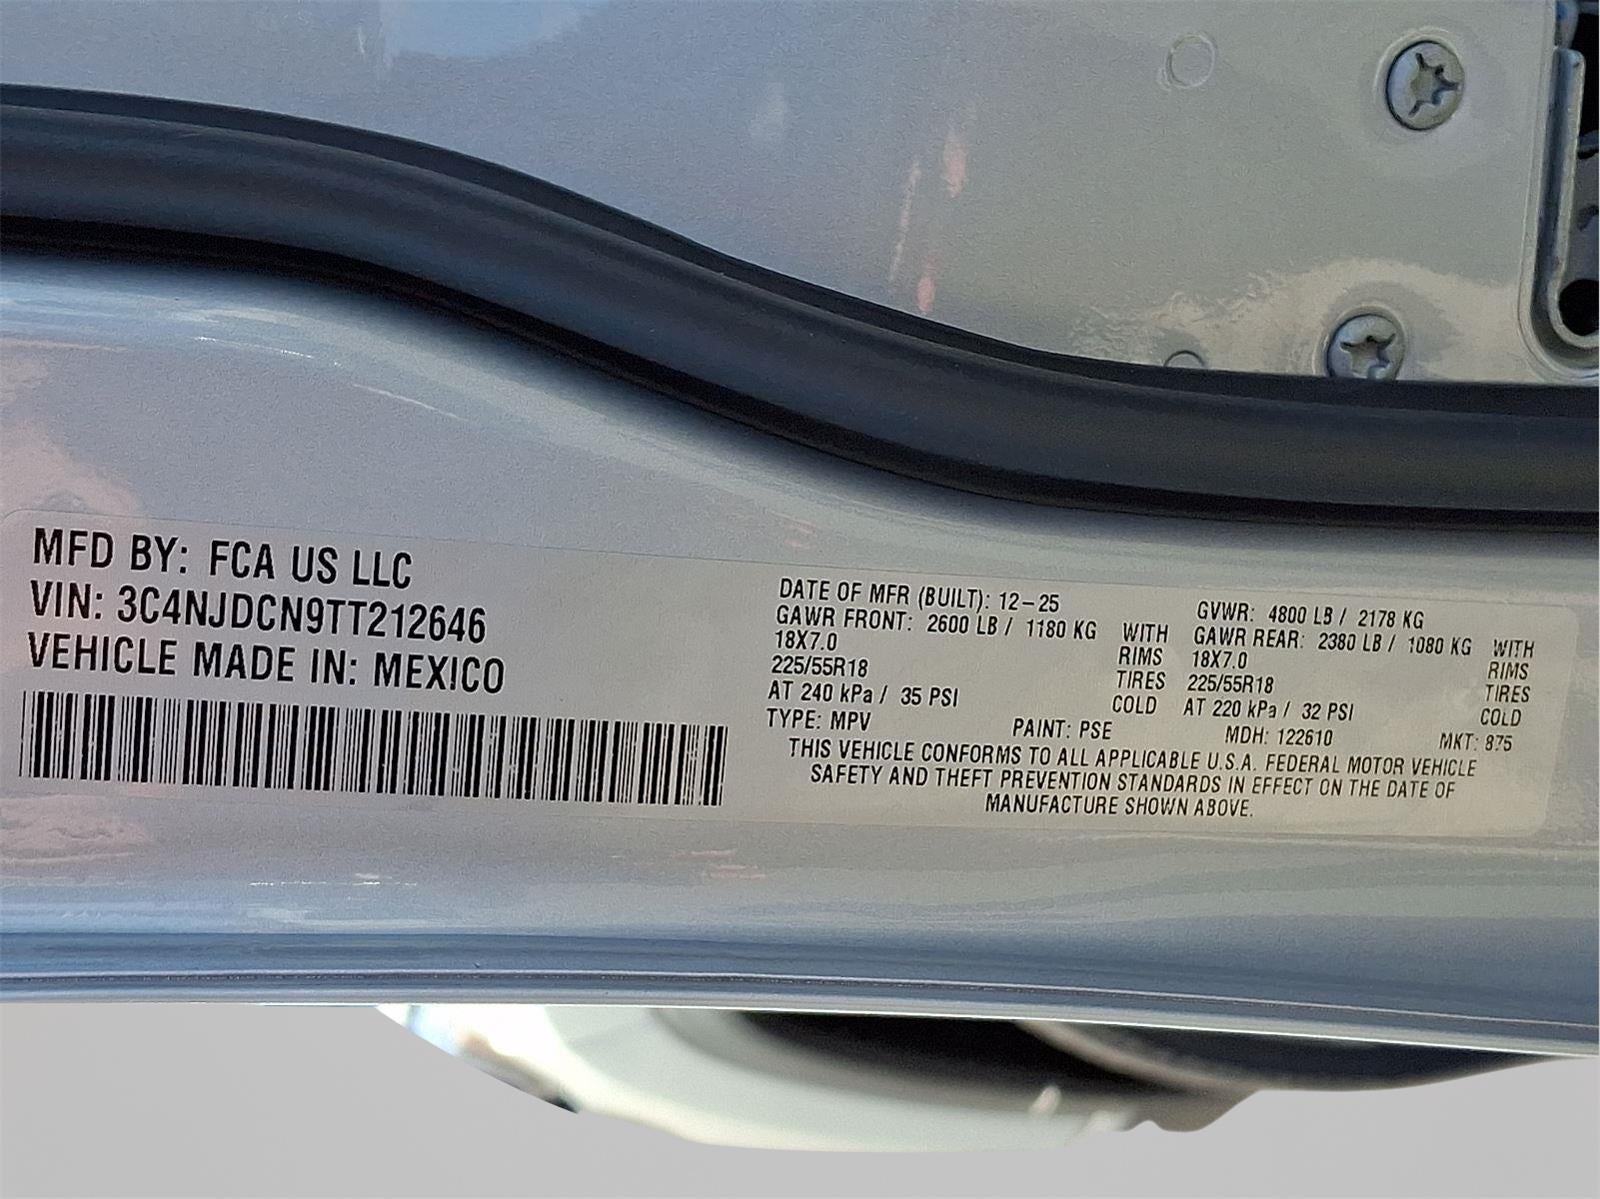 MFD BY: FCA US LLC
VIN: 3C4NJDCN9TT212646
VEHICLE MADE IN: MEXICO
DATE OF MFR (BUILT): 12-25
GAWR FRONT: 2600 LB / 1180 KG WITH
18X7.0 RIMS
225/55R18 TIRES
AT 240 kPa / 35 PSI COLD
GVWR: 4800 LB / 2178 KG
GAWR REAR: 2380 LB / 1080 KG WITH
18X7.0 RIMS
225/55R18 TIRES
AT 220 kPa / 32 PSI COLD
TYPE: MPV PAINT: PSE MDH: 122610 MKT: 875
THIS VEHICLE CONFORMS TO ALL APPLICABLE U.S.A. FEDERAL MOTOR VEHICLE
SAFETY AND THEFT PREVENTION STANDARDS IN EFFECT ON THE DATE OF
MANUFACTURE SHOWN ABOVE.